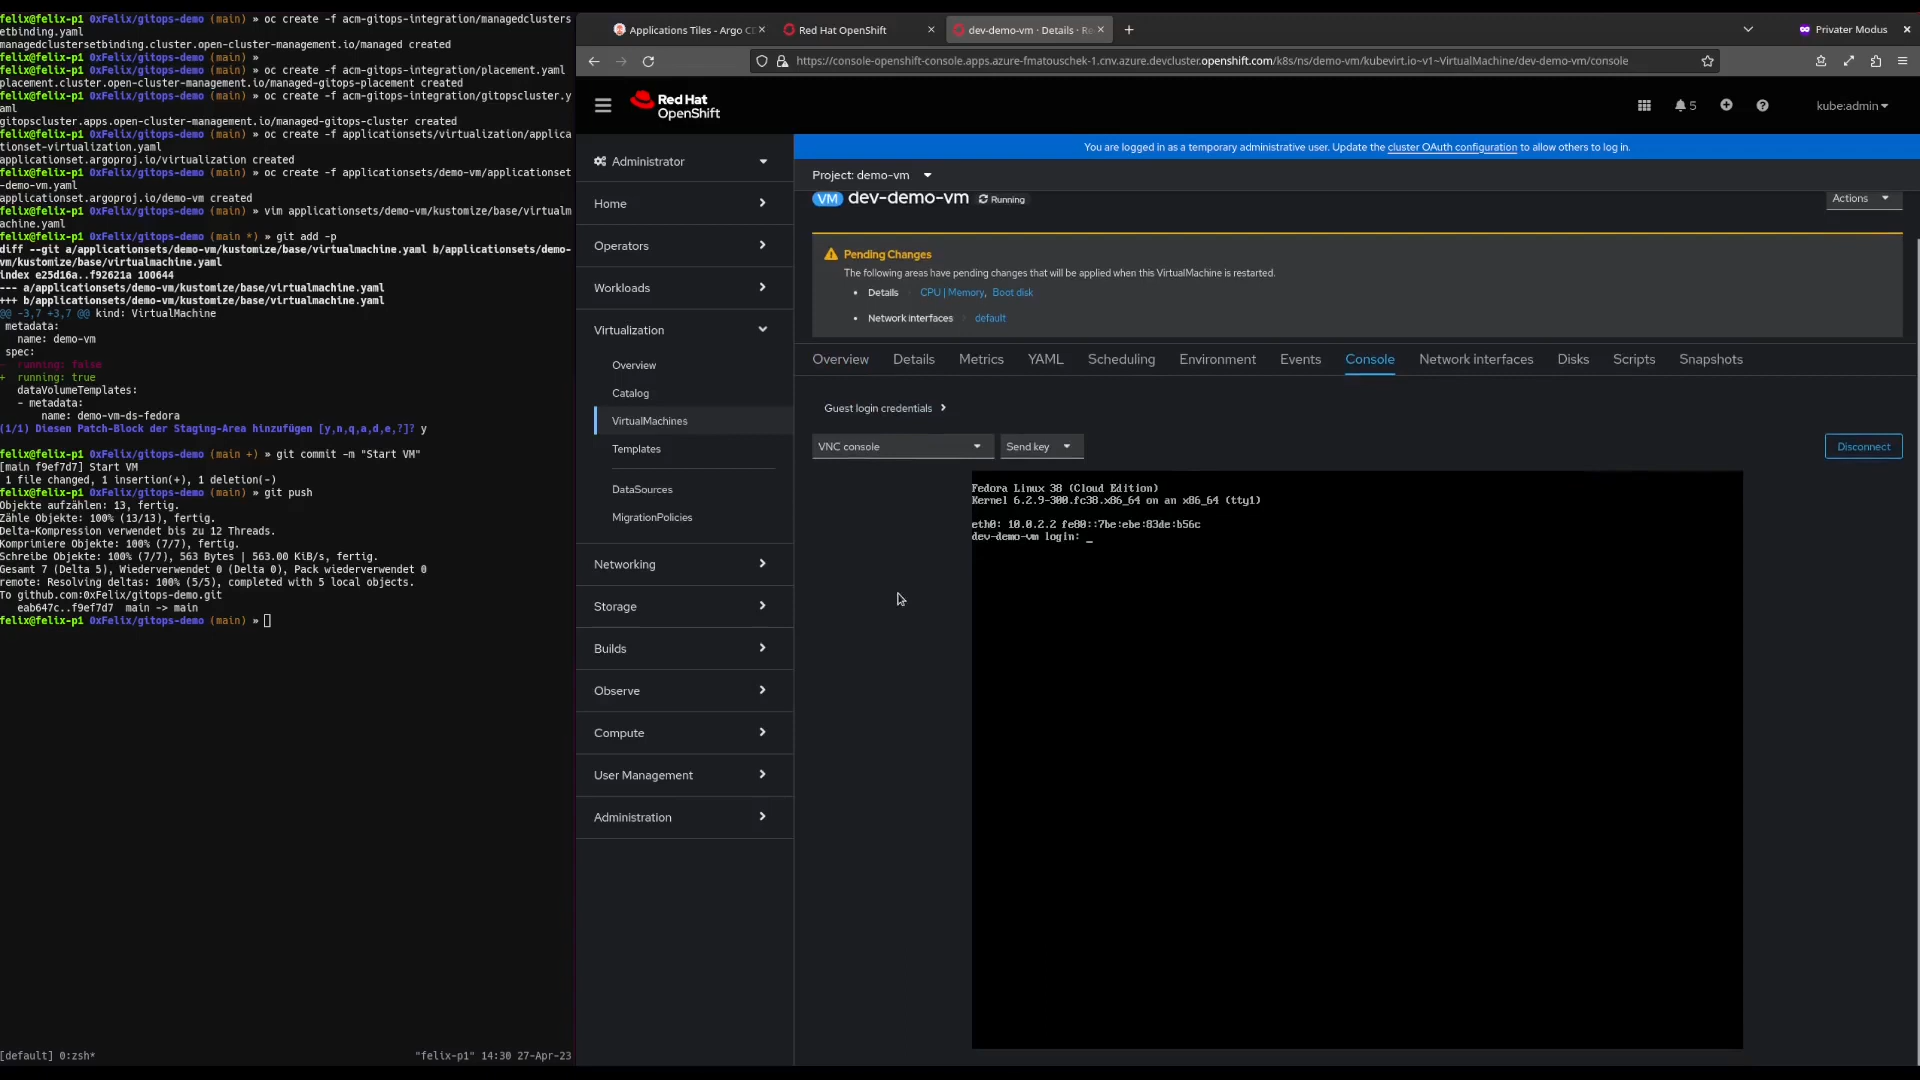 felix@felix-p1 0xFelix/gitops-demo (main) » oc create -f acm-gitops-integration/managedclusters
etbinding.yaml
managedclustersetbinding.cluster.open-cluster-management.io/managed created
felix@felix-p1 0xFelix/gitops-demo (main) »
felix@felix-p1 0xFelix/gitops-demo (main) » oc create -f acm-gitops-integration/placement.yaml
placement.cluster.open-cluster-management.io/managed-gitops-placement created
felix@felix-p1 0xFelix/gitops-demo (main) » oc create -f acm-gitops-integration/gitopscluster.y
aml
gitopscluster.apps.open-cluster-management.io/managed-gitops-cluster created
felix@felix-p1 0xFelix/gitops-demo (main) » oc create -f applicationsets/virtualization/applica
tionset-virtualization.yaml
applicationset.argoproj.io/virtualization created
felix@felix-p1 0xFelix/gitops-demo (main) » oc create -f applicationsets/demo-vm/applicationset
-demo-vm.yaml
applicationset.argoproj.io/demo-vm created
felix@felix-p1 0xFelix/gitops-demo (main) » vim applicationsets/demo-vm/kustomize/base/virtualm
achine.yaml
felix@felix-p1 0xFelix/gitops-demo (main *) » git add -p
diff --git a/applicationsets/demo-vm/kustomize/base/virtualmachine.yaml b/applicationsets/demo-
vm/kustomize/base/virtualmachine.yaml
index e25d16a..f92621a 100644
--- a/applicationsets/demo-vm/kustomize/base/virtualmachine.yaml
+++ b/applicationsets/demo-vm/kustomize/base/virtualmachine.yaml
@@ -3,7 +3,7 @@ kind: VirtualMachine
metadata:
name: demo-vm
spec:
- running: false
+ running: true
dataVolumeTemplates:
- metadata:
name: demo-vm-ds-fedora
(1/1) Diesen Patch-Block der Staging-Area hinzufügen [y,n,q,a,d,e,?]? y
felix@felix-p1 0xFelix/gitops-demo (main +) » git commit -m "Start VM"
[main f9ef7d7] Start VM
1 file changed, 1 insertion(+), 1 deletion(-)
felix@felix-p1 0xFelix/gitops-demo (main) » git push
Objekte aufzählen: 13, fertig.
Zähle Objekte: 100% (13/13), fertig.
Delta-Kompression verwendet bis zu 12 Threads.
Komprimiere Objekte: 100% (7/7), fertig.
Schreibe Objekte: 100% (7/7), 563 Bytes | 563.00 KiB/s, fertig.
Gesamt 7 (Delta 5), Wiederverwendet 0 (Delta 0), Pack wiederverwendet 0
remote: Resolving deltas: 100% (5/5), completed with 5 local objects.
To github.com:0xFelix/gitops-demo.git
eab647c..f9ef7d7 main -> main
felix@felix-p1 0xFelix/gitops-demo (main) »
[default] 0:zsh* "felix-p1" 14:30 27-Apr-23
Applications Tiles - Argo CD
Red Hat OpenShift
dev-demo-vm · Details · Re
Privater Modus
https://console-openshift-console.apps.azure-fmatouschek-1.cnv.azure.devcluster.openshift.com/k8s/ns/demo-vm/kubevirt.io~v1~VirtualMachine/dev-demo-vm/console
Red Hat
OpenShift
5
kube:admin
Administrator
Home
Operators
Workloads
Virtualization
Overview
Catalog
VirtualMachines
Templates
DataSources
MigrationPolicies
Networking
Storage
Builds
Observe
Compute
User Management
Administration
You are logged in as a temporary administrative user. Update the cluster OAuth configuration to allow others to log in.
Project: demo-vm
VM dev-demo-vm Running
Actions
Pending Changes
The following areas have pending changes that will be applied when this VirtualMachine is restarted.
Details CPU | Memory, Boot disk
Network interfaces default
Overview Details Metrics YAML Scheduling Environment Events Console Network interfaces Disks Scripts Snapshots
Guest login credentials
VNC console
Send key
Disconnect
Fedora Linux 38 (Cloud Edition)
Kernel 6.2.9-300.fc38.x86_64 on an x86_64 (tty1)
eth0: 10.0.2.2 fe80::7be:ebe:83de:b56c
dev-demo-vm login: _